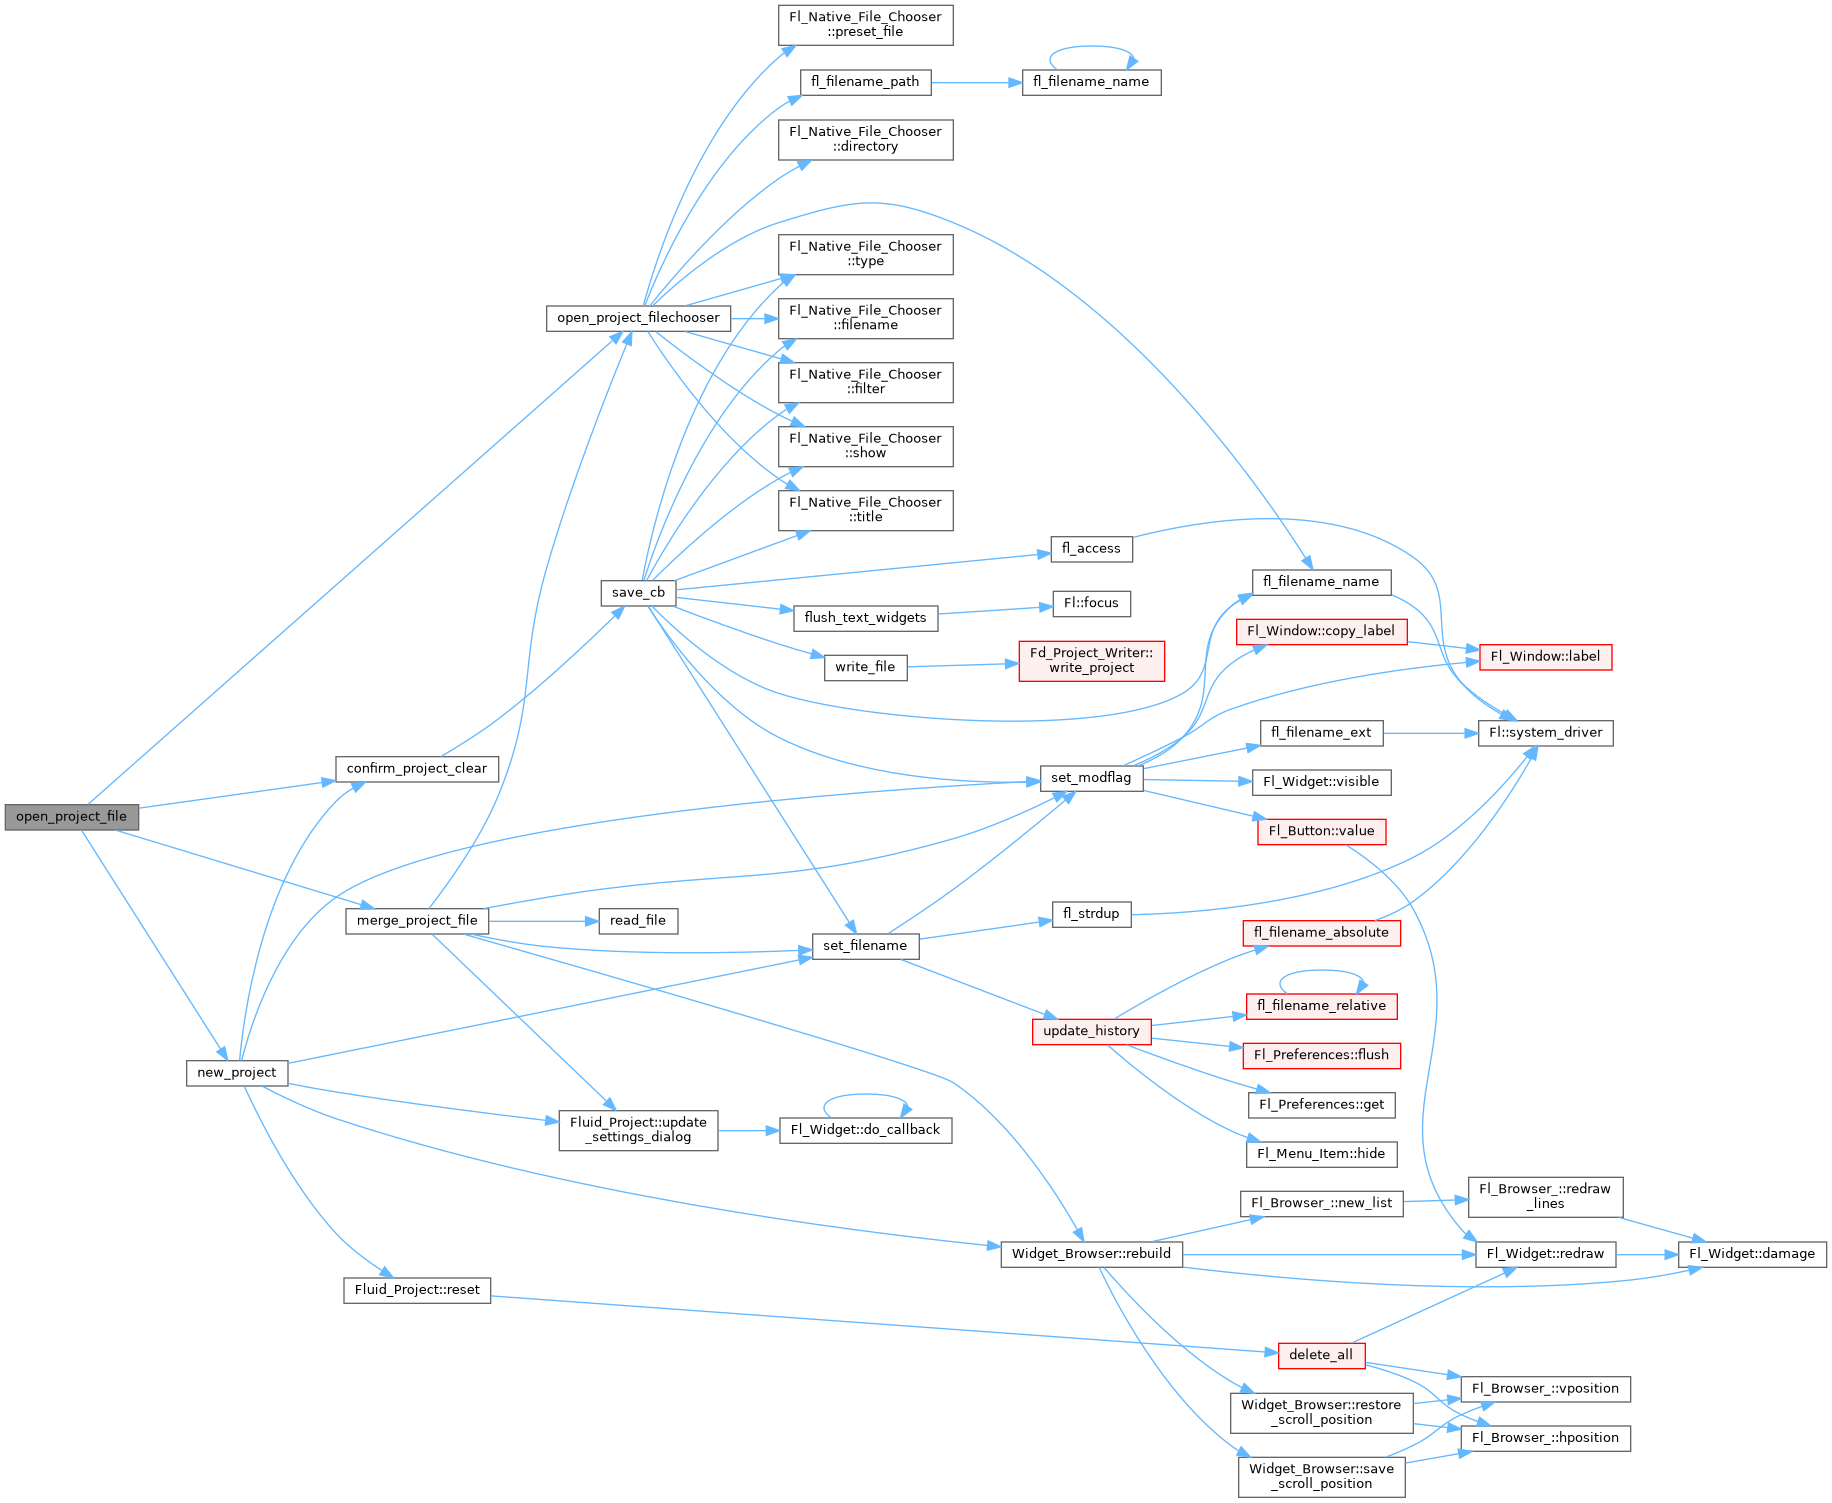 Fl_Native_File_Chooser
::preset_file
fl_filename_path
fl_filename_name
Fl_Native_File_Chooser
::directory
Fl_Native_File_Chooser
::type
open_project_filechooser
Fl_Native_File_Chooser
::filename
Fl_Native_File_Chooser
::filter
Fl_Native_File_Chooser
::show
Fl_Native_File_Chooser
::title
fl_access
fl_filename_name
save_cb
Fl::focus
flush_text_widgets
Fl_Window::copy_label
Fl_Window::label
write_file
Fd_Project_Writer::
write_project
fl_filename_ext
Fl::system_driver
confirm_project_clear
set_modflag
Fl_Widget::visible
open_project_file
Fl_Button::value
merge_project_file
read_file
fl_strdup
fl_filename_absolute
set_filename
fl_filename_relative
update_history
Fl_Preferences::flush
new_project
Fl_Preferences::get
Fluid_Project::update
_settings_dialog
Fl_Widget::do_callback
Fl_Menu_Item::hide
Fl_Browser_::new_list
Fl_Browser_::redraw
_lines
Widget_Browser::rebuild
Fl_Widget::redraw
Fl_Widget::damage
Fluid_Project::reset
delete_all
Fl_Browser_::vposition
Widget_Browser::restore
_scroll_position
Fl_Browser_::hposition
Widget_Browser::save
_scroll_position